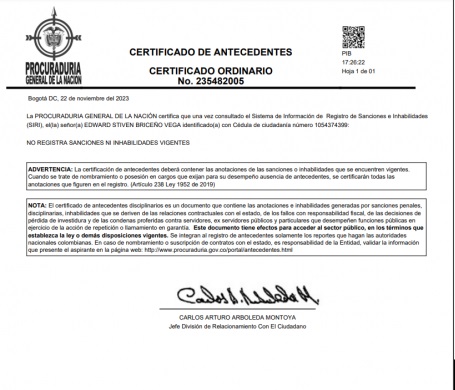 PROCURADURIA
GENERAL DE LA NACIÓN
CERTIFICADO DE ANTECEDENTES
CERTIFICADO ORDINARIO
No. 235482005
PIB
17:26:22
Hoja 1 de 01
Bogotá DC, 22 de noviembre del 2023
La PROCURADURIA GENERAL DE LA NACIÓN certifica que una vez consultado el Sistema de Información de Registro de Sanciones e Inhabilidades
(SIRI), el(la) señor(a) EDWARD STIVEN BRICEÑO VEGA identificado(a) con Cédula de ciudadanía número 1054374399:
NO REGISTRA SANCIONES NI INHABILIDADES VIGENTES
ADVERTENCIA: La certificación de antecedentes deberá contener las anotaciones de las sanciones o inhabilidades que se encuentren vigentes.
Cuando se trate de nombramiento o posesión en cargos que exijan para su desempeño ausencia de antecedentes, se certificarán todas las
anotaciones que figuren en el registro. (Artículo 238 Ley 1952 de 2019)
NOTA: El certificado de antecedentes disciplinarios es un documento que contiene las anotaciones e inhabilidades generadas por sanciones penales,
disciplinarias, inhabilidades que se deriven de las relaciones contractuales con el estado, de los fallos con responsabilidad fiscal, de las decisiones de
pérdida de investidura y de las condenas proferidas contra servidores, ex servidores públicos y particulares que desempeñen funciones públicas en
ejercicio de la acción de repetición o llamamiento en garantía. Este documento tiene efectos para acceder al sector público, en los términos que
establezca la ley o demás disposiciones vigentes. Se integran al registro de antecedentes solamente los reportes que hagan las autoridades
nacionales colombianas. En caso de nombramiento o suscripción de contratos con el estado, es responsabilidad de la Entidad, validar la información
que presente el aspirante en la página web: http://www.procuraduria.gov.co/portal/antecedentes.html
CARLOS ARTURO ARBOLEDA MONTOYA
Jefe División de Relacionamiento Con El Ciudadano